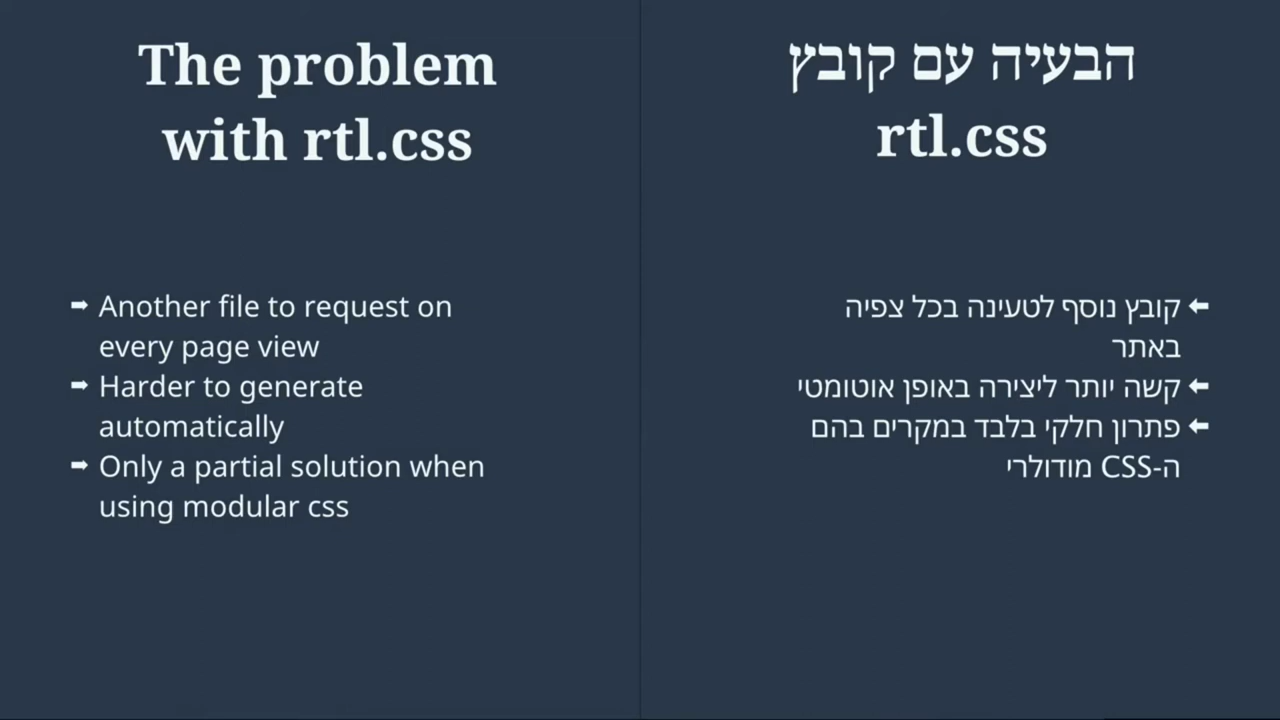 The problem
with rtl.css
➡ Another file to request on
every page view
➡ Harder to generate
automatically
➡ Only a partial solution when
using modular css
הבעיה עם קובץ
rtl.css
⬅ קובץ נוסף לטעינה בכל צפיה
באתר
⬅ קשה יותר ליצירה באופן אוטומטי
⬅ פתרון חלקי בלבד במקרים בהם
ה-CSS מודולרי